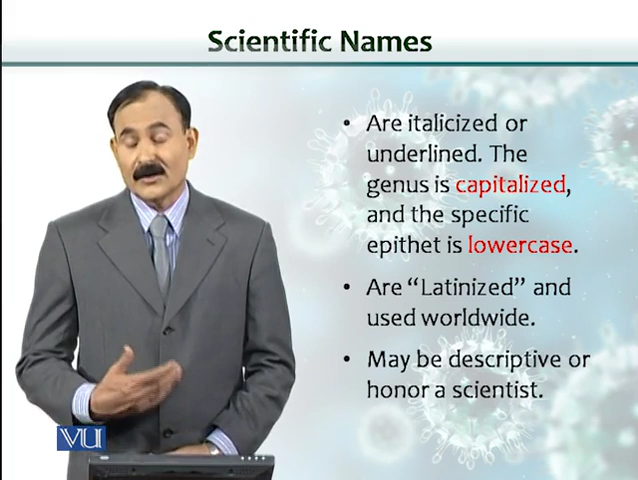 Scientific Names
• Are italicized or
underlined. The
genus is capitalized,
and the specific
epithet is lowercase.
• Are “Latinized” and
used worldwide.
• May be descriptive or
honor a scientist.
VU